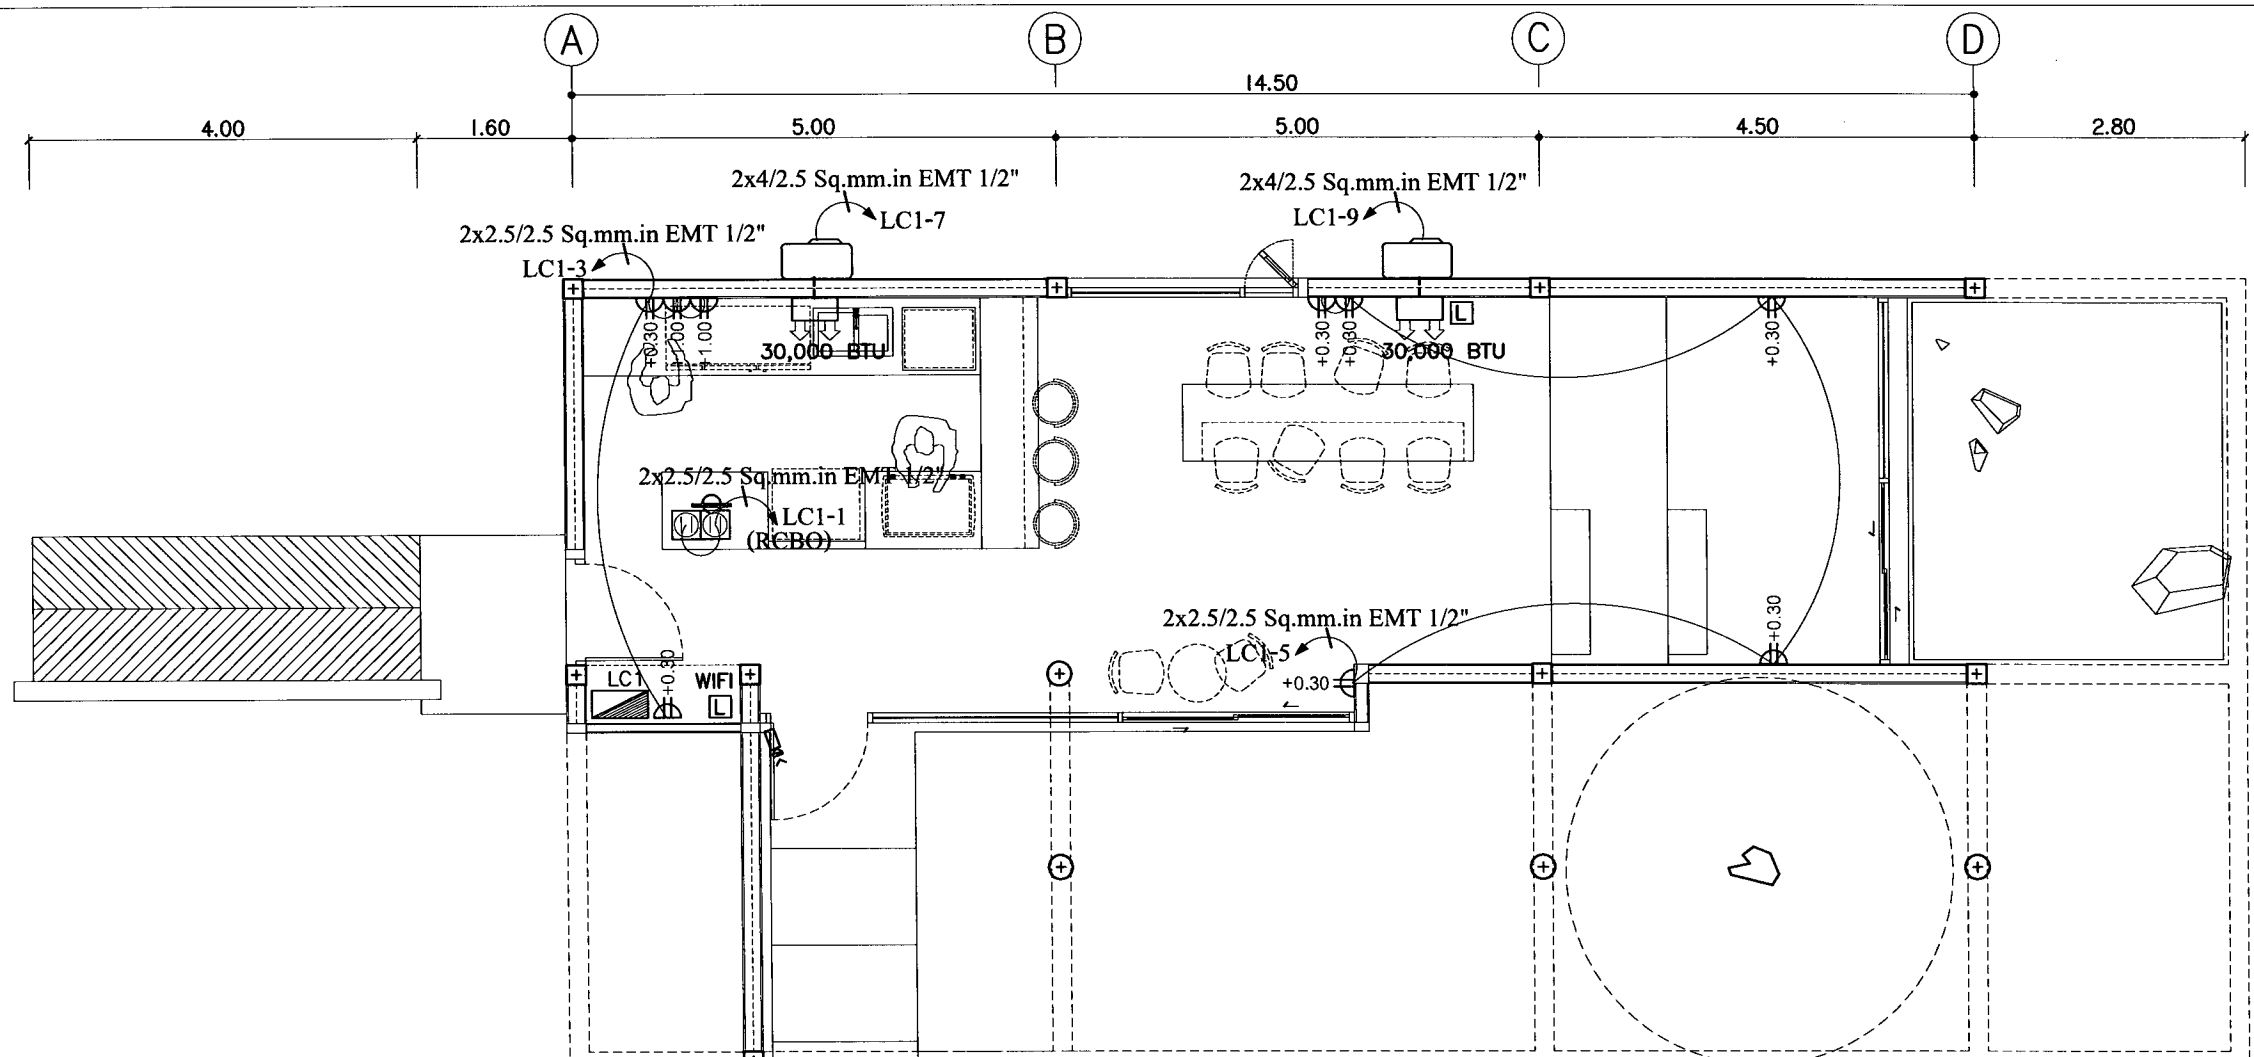 A B C D
14.50
4.00 1.60 5.00 5.00 4.50 2.80
2x4/2.5 Sq.mm.in EMT 1/2"
LC1-7
2x4/2.5 Sq.mm.in EMT 1/2"
LC1-9
2x2.5/2.5 Sq.mm.in EMT 1/2"
LC1-3
L
+0.30
+1.00
+1.00
30,000 BTU
+0.30
+0.30
30,000 BTU
+0.30
2x2.5/2.5 Sq.mm.in EMT 1/2"
LC1-1
(RCBO)
2x2.5/2.5 Sq.mm.in EMT 1/2"
LC1-5
+0.30
+0.30
+0.30
LC1
WIFI
L